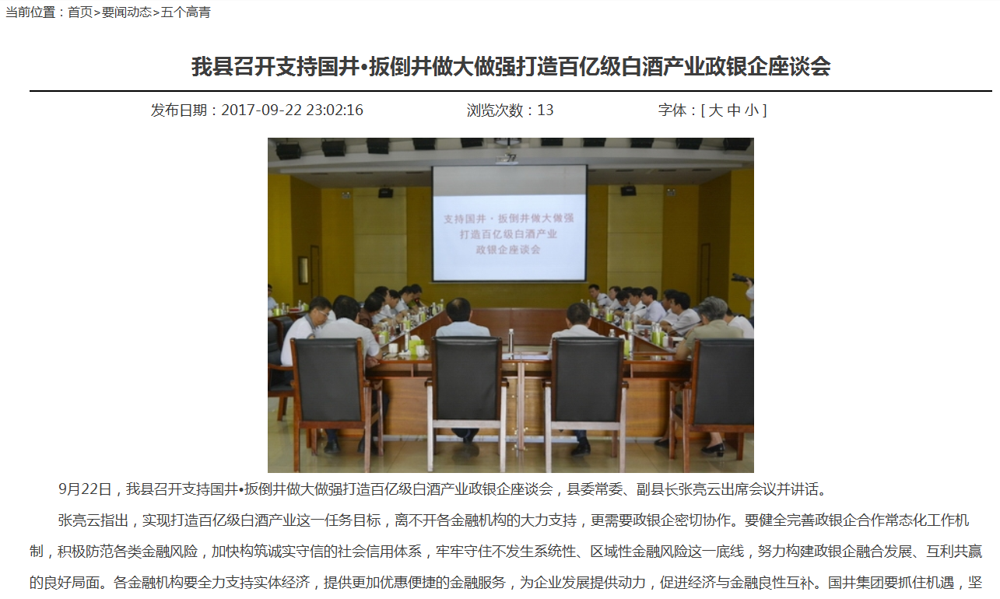 当前位置：首页>要闻动态>五个高青
我县召开支持国井•扳倒井做大做强打造百亿级白酒产业政银企座谈会
发布日期：2017-09-22 23:02:16 浏览次数：13 字体：[ 大 中 小 ]
支持国井·扳倒井做大做强
打造百亿级白酒产业
政银企座谈会
9月22日，我县召开支持国井•扳倒井做大做强打造百亿级白酒产业政银企座谈会，县委常委、副县长张亮云出席会议并讲话。
张亮云指出，实现打造百亿级白酒产业这一任务目标，离不开各金融机构的大力支持，更需要政银企密切协作。要健全完善政银企合作常态化工作机
制，积极防范各类金融风险，加快构筑诚实守信的社会信用体系，牢牢守住不发生系统性、区域性金融风险这一底线，努力构建政银企融合发展、互利共赢
的良好局面。各金融机构要全力支持实体经济，提供更加优惠便捷的金融服务，为企业发展提供动力，促进经济与金融良性互补。国井集团要抓住机遇，坚